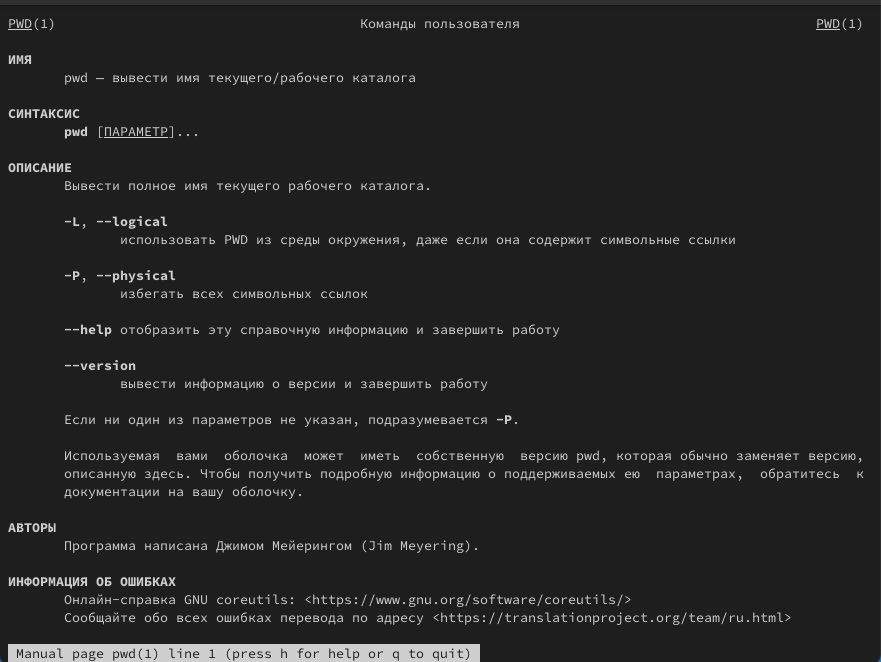 PWD(1) Команды пользователя PWD(1)
ИМЯ
pwd — вывести имя текущего/рабочего каталога
СИНТАКСИС
pwd [ПАРАМЕТР]...
ОПИСАНИЕ
Вывести полное имя текущего рабочего каталога.
-L, --logical
использовать PWD из среды окружения, даже если она содержит символьные ссылки
-P, --physical
избегать всех символьных ссылок
--help отобразить эту справочную информацию и завершить работу
--version
вывести информацию о версии и завершить работу
Если ни один из параметров не указан, подразумевается -P.
Используемая вами оболочка может иметь собственную версию pwd, которая обычно заменяет версию,
описанную здесь. Чтобы получить подробную информацию о поддерживаемых ею параметрах, обратитесь к
документации на вашу оболочку.
АВТОРЫ
Программа написана Джимом Мейерингом (Jim Meyering).
ИНФОРМАЦИЯ ОБ ОШИБКАХ
Онлайн-справка GNU coreutils: <https://www.gnu.org/software/coreutils/>
Сообщайте обо всех ошибках перевода по адресу <https://translationproject.org/team/ru.html>
Manual page pwd(1) line 1 (press h for help or q to quit)